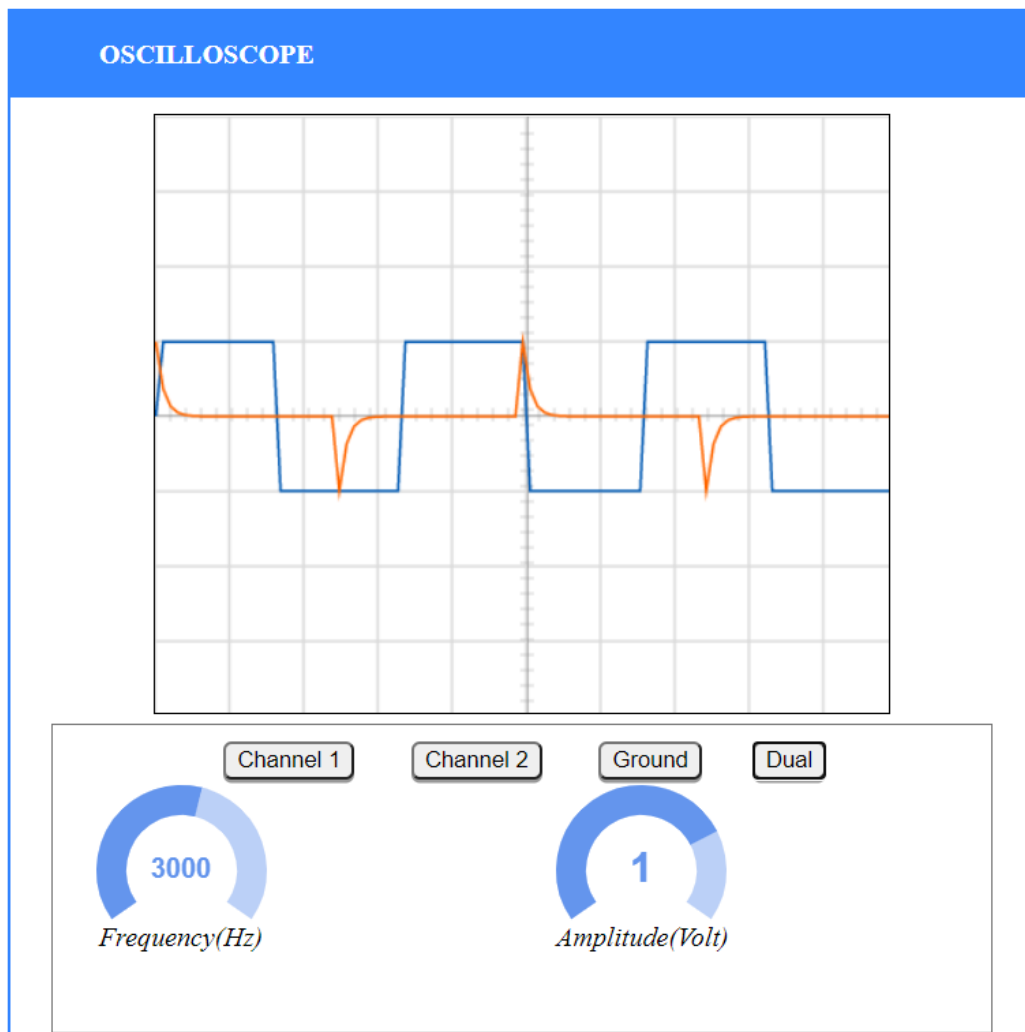 OSCILLOSCOPE
Channel 1 Channel 2 Ground Dual
3000 1
Frequency(Hz) Amplitude(Volt)